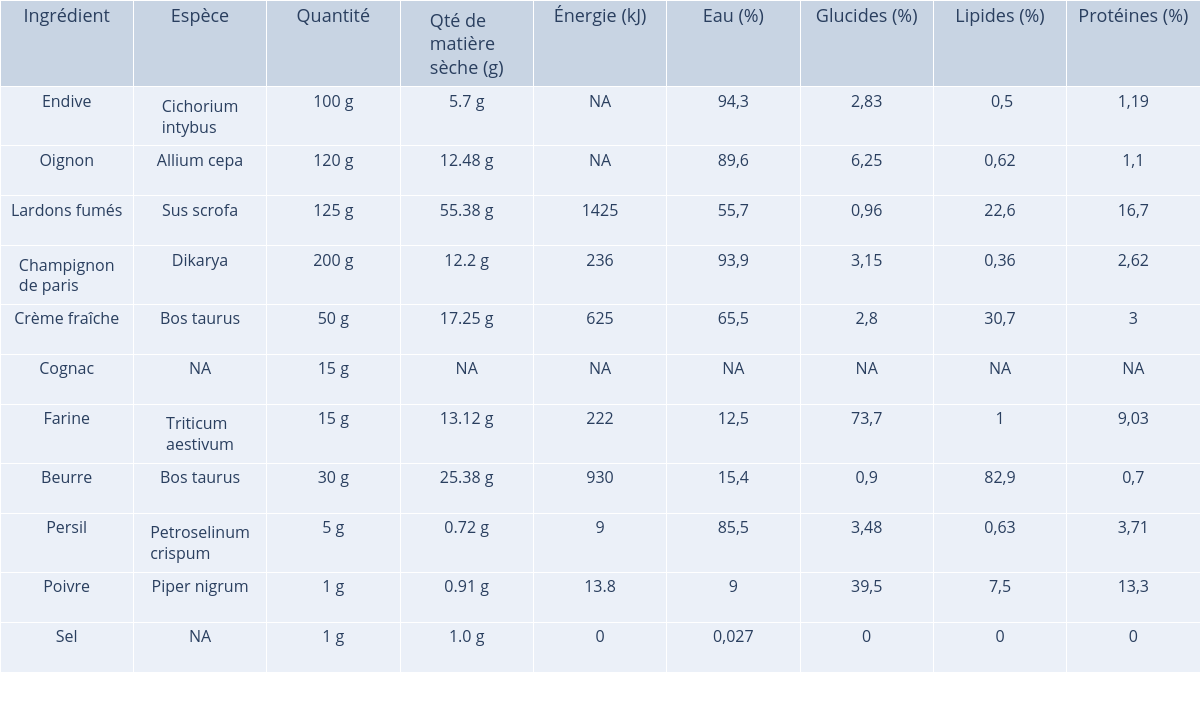 Ingrédient Espèce Quantité Qté de matière sèche (g) Énergie (kJ) Eau (%) Glucides (%) Lipides (%) Protéines (%)
Endive Cichorium intybus 100 g 5.7 g NA 94,3 2,83 0,5 1,19
Oignon Allium cepa 120 g 12.48 g NA 89,6 6,25 0,62 1,1
Lardons fumés Sus scrofa 125 g 55.38 g 1425 55,7 0,96 22,6 16,7
Champignon de paris Dikarya 200 g 12.2 g 236 93,9 3,15 0,36 2,62
Crème fraîche Bos taurus 50 g 17.25 g 625 65,5 2,8 30,7 3
Cognac NA 15 g NA NA NA NA NA NA
Farine Triticum aestivum 15 g 13.12 g 222 12,5 73,7 1 9,03
Beurre Bos taurus 30 g 25.38 g 930 15,4 0,9 82,9 0,7
Persil Petroselinum crispum 5 g 0.72 g 9 85,5 3,48 0,63 3,71
Poivre Piper nigrum 1 g 0.91 g 13.8 9 39,5 7,5 13,3
Sel NA 1 g 1.0 g 0 0,027 0 0 0